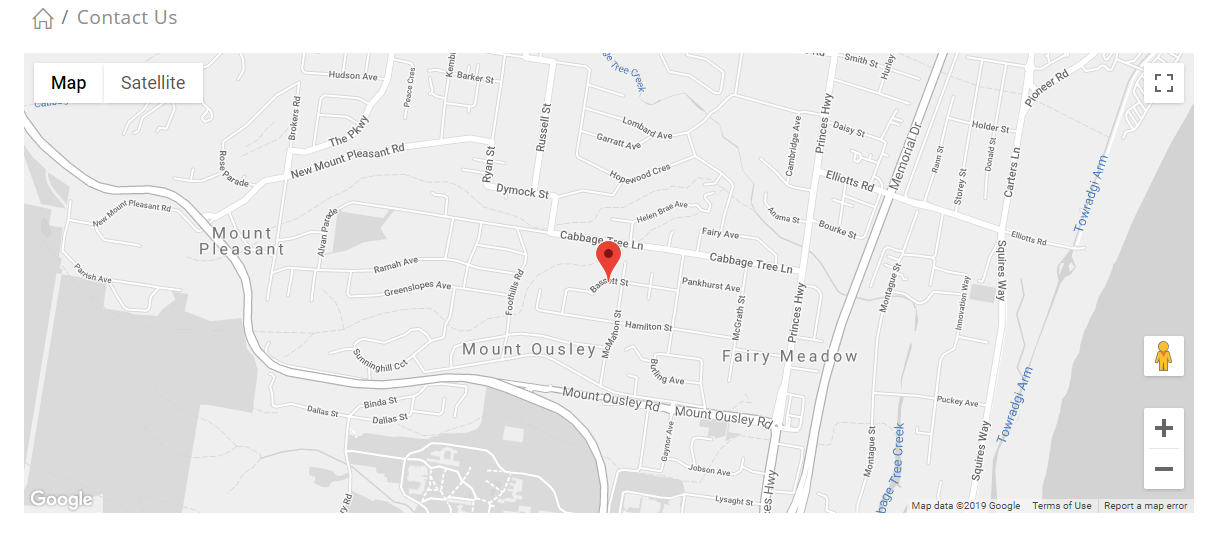 / Contact Us
Map
Satellite
Hudson Ave
Peace Cres
Barker St
Tree Creek
Smith St
Hurley
Pioneer Rd
Brokers Rd
The Pkwy
Russell St
Lombard Ave
Garratt Ave
Cambridge Ave
Princes Hwy
Daisy St
Memorial Dr
Holder St
Rose Parade
New Mount Pleasant Rd
Ryan St
Hopewood Cres
Elliotts Rd
Rann St
Storey St
Donald St
Carters Ln
Towradgi Arm
Dymock St
New Mount Pleasant Rd
Mount
Pleasant
Alvan Parade
Helen Brae Ave
Anama St
Bourke St
Fairy Ave
Elliotts Rd
Cabbage Tree Ln
Cabbage Tree Ln
Parrish Ave
Ramah Ave
Greenslopes Ave
Foothills Rd
Bassett St
Pankhurst Ave
McGrath St
Princes Hwy
Montague St
Innovation Way
Squires Way
McMahon St
Hamilton St
Mount Ousley
Fairy Meadow
Sunninghill Cct
Burling Ave
Mount Ousley Rd
Mount Ousley Rd
Binda St
Dallas St
Dallas St
Puckey Ave
Towradgi Arm
Gaynor Ave
Jobson Ave
Montague St
bage Tree Creek
Squires Way
Lysaght St
s Hwy
ry Rd
Google
Map data ©2019 Google
Terms of Use
Report a map error